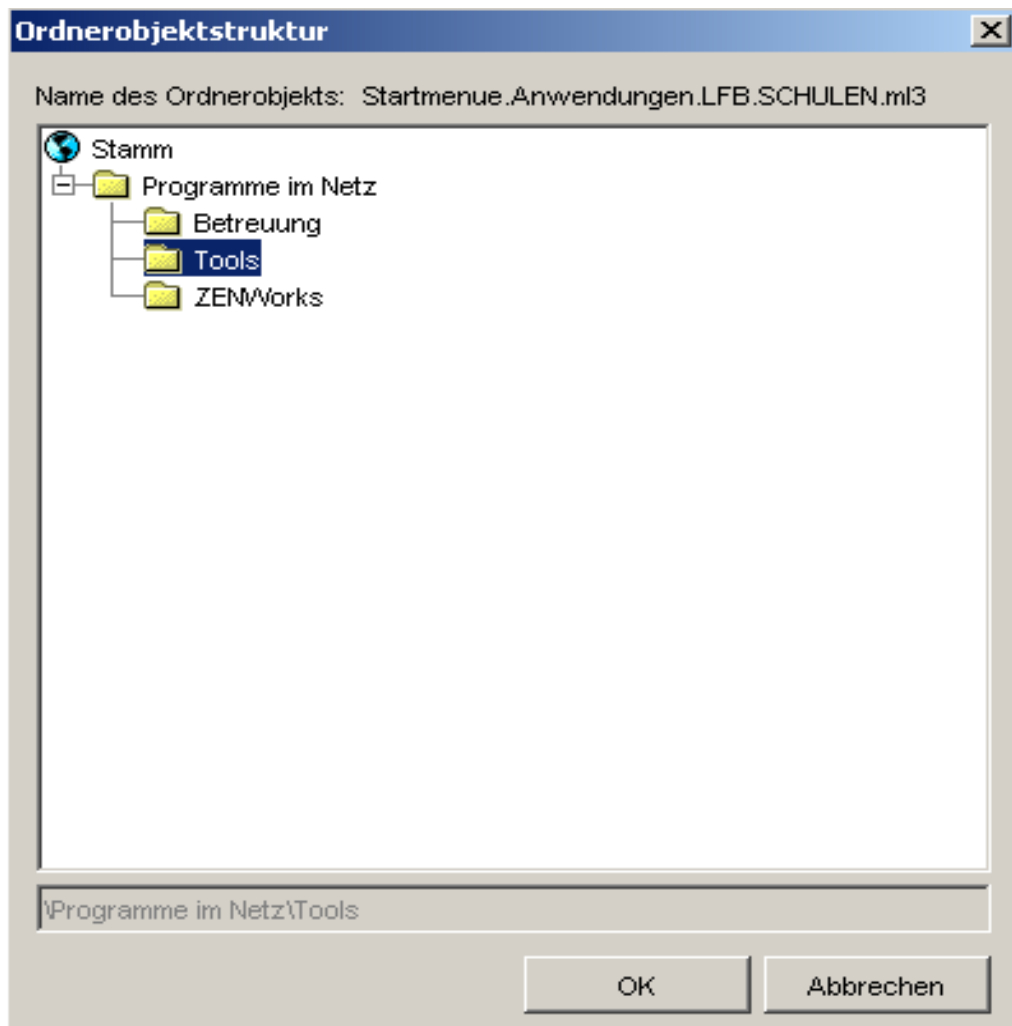 Ordnerobjektstruktur
Name des Ordnerobjekts: Startmenue.Anwendungen.LFB.SCHULEN.ml3
Stamm
Programme im Netz
Betreuung
Tools
ZENWorks
\Programme im Netz\Tools
OK Abbrechen